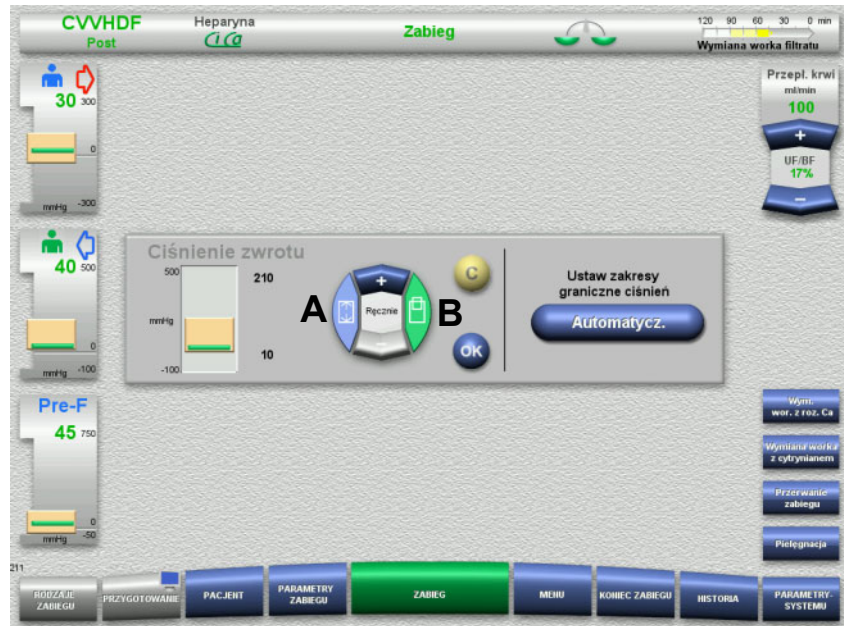 CVVHDF
Post
Heparyna
CiCa
Zabieg
120 90 60 30 0 min
Wymiana worka filtratu
30
300
0
mmHg
-300
40
500
0
mmHg
-100
Pre-F
45
750
0
mmHg
-50
Ciśnienie zwrotu
500
210
mmHg
10
-100
A
+
Ręcznie
-
B
C
OK
Ustaw zakresy
graniczne ciśnień
Automatycz.
Przepł. krwi
ml/min
100
+
UF/BF
17%
-
Wymi.
wor. z roz. Ca
Wymiana worka
z cytrynianem
Przerwanie
zabiegu
Pielęgnacja
211
RODZAJE
ZABIEGU
PRZYGOTOWANIE
PACJENT
PARAMETRY
ZABIEGU
ZABIEG
MENU
KONIEC ZABIEGU
HISTORIA
PARAMETRY-
SYSTEMU